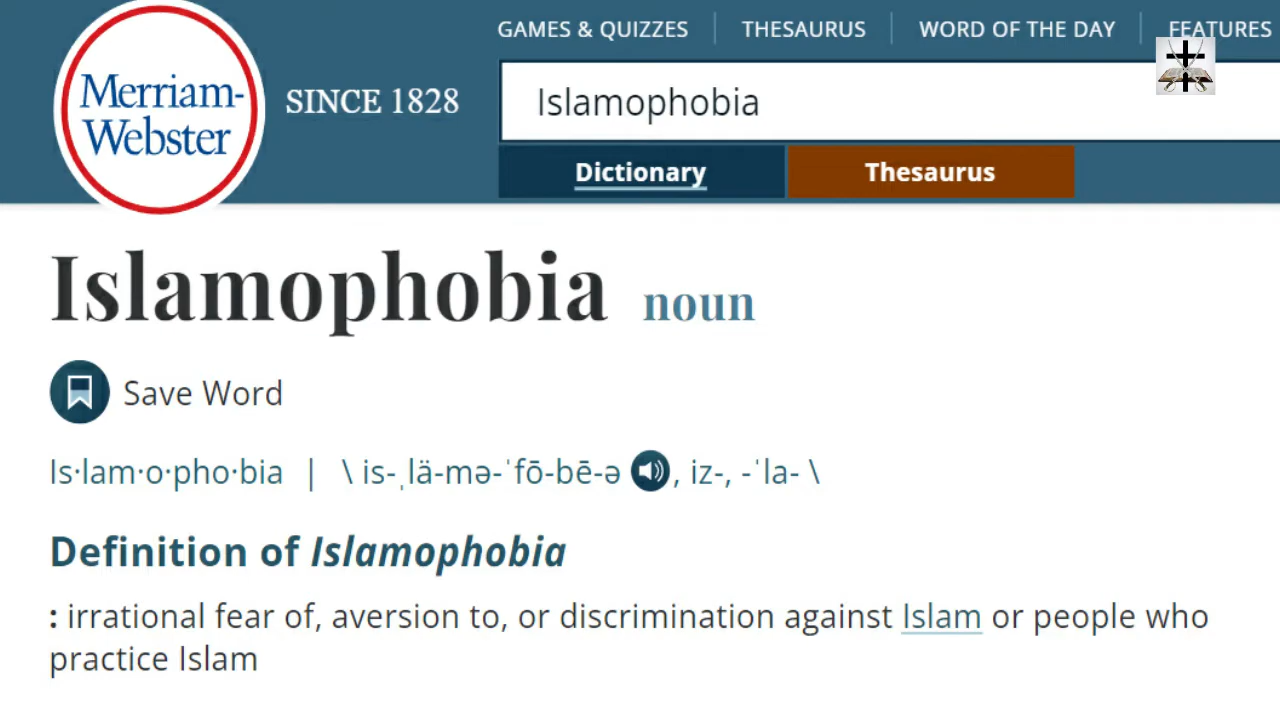 GAMES & QUIZZES | THESAURUS | WORD OF THE DAY | FEATURES
Merriam-
Webster
SINCE 1828
Islamophobia
Dictionary
Thesaurus
Islamophobia noun
Save Word
Is·lam·o·pho·bia | \ is-ˌlä-mə-ˈfō-bē-ə , iz-, -ˈla- \
Definition of Islamophobia
: irrational fear of, aversion to, or discrimination against Islam or people who
practice Islam